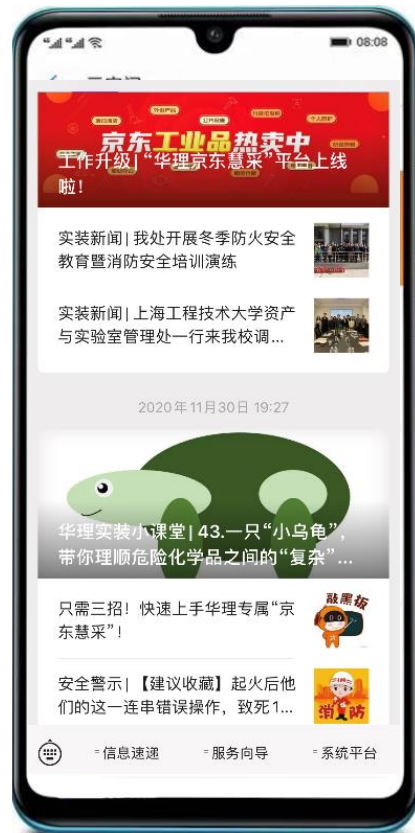 08:08
京东工业品热卖中
工作升级|“华理京东慧采”平台上线
啦！
实装新闻|我处开展冬季防火安全
教育暨消防安全培训演练
实装新闻|上海工程技术大学资产
与实验室管理处一行来我校调...
2020年11月30日 19:27
华理实装小课堂|43.一只“小乌龟”，
带你理顺危险化学品之间的“复杂”...
只需三招！快速上手华理专属“京
东慧采”！
敲黑板
安全警示|【建议收藏】起火后他
们的这一连串错误操作，致死1...
消防
信息速递
服务向导
系统平台